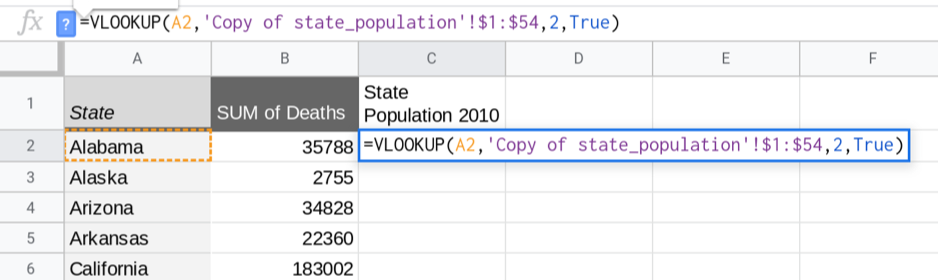 fx ? =VLOOKUP(A2,'Copy of state_population'!$1:$54,2,True)
A B C D E F
1 State SUM of Deaths State Population 2010
2 Alabama 35788 =VLOOKUP(A2,'Copy of state_population'!$1:$54,2,True)
3 Alaska 2755
4 Arizona 34828
5 Arkansas 22360
6 California 183002